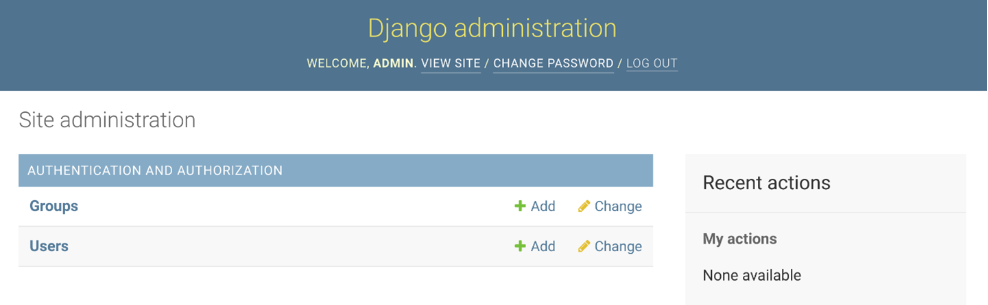 Django administration
WELCOME, ADMIN. VIEW SITE / CHANGE PASSWORD / LOG OUT
Site administration
AUTHENTICATION AND AUTHORIZATION
Groups Add Change
Users Add Change
Recent actions
My actions
None available